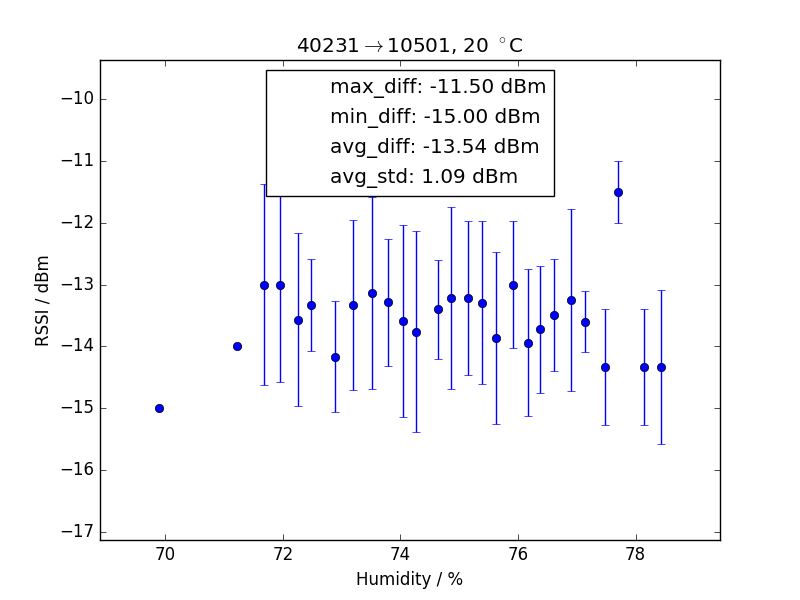 40231→10501, 20 °C
max_diff: -11.50 dBm
min_diff: -15.00 dBm
avg_diff: -13.54 dBm
avg_std: 1.09 dBm
RSSI / dBm
−10
−11
−12
−13
−14
−15
−16
−17
70 72 74 76 78
Humidity / %